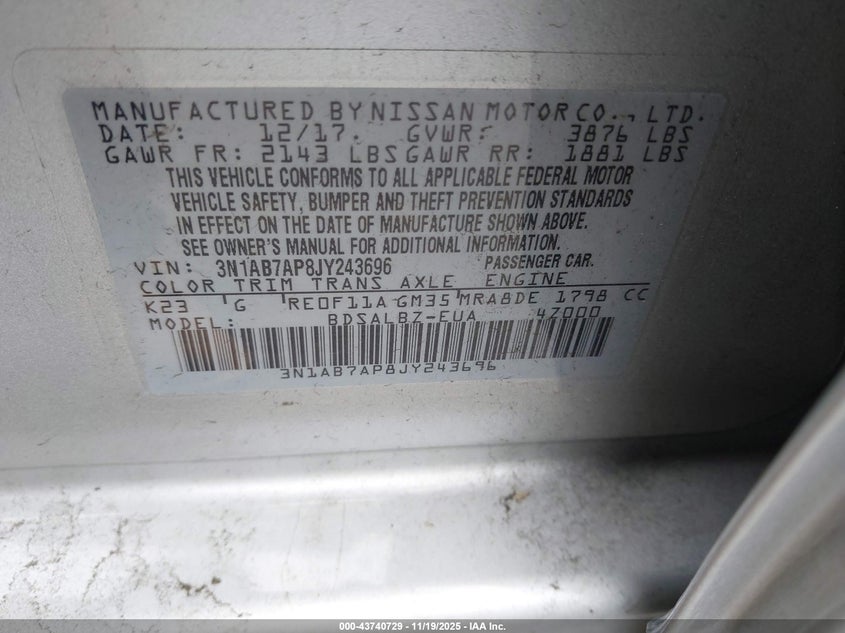 MANUFACTURED BY NISSAN MOTOR CO., LTD.
DATE: 12/17. GVWR: 3876 LBS
GAWR FR: 2143 LBS GAWR RR: 1881 LBS
THIS VEHICLE CONFORMS TO ALL APPLICABLE FEDERAL MOTOR
VEHICLE SAFETY, BUMPER AND THEFT PREVENTION STANDARDS
IN EFFECT ON THE DATE OF MANUFACTURE SHOWN ABOVE.
SEE OWNER'S MANUAL FOR ADDITIONAL INFORMATION.
VIN: 3N1AB7AP8JY243696 PASSENGER CAR.
COLOR TRIM TRANS AXLE ENGINE
K23 G RE0F11A GM35 MRA8DE 1798 CC
MODEL: BDSALBZ-EUA 4Z000
3N1AB7AP8JY243696
000-43740729 - 11/19/2025 - IAA Inc.